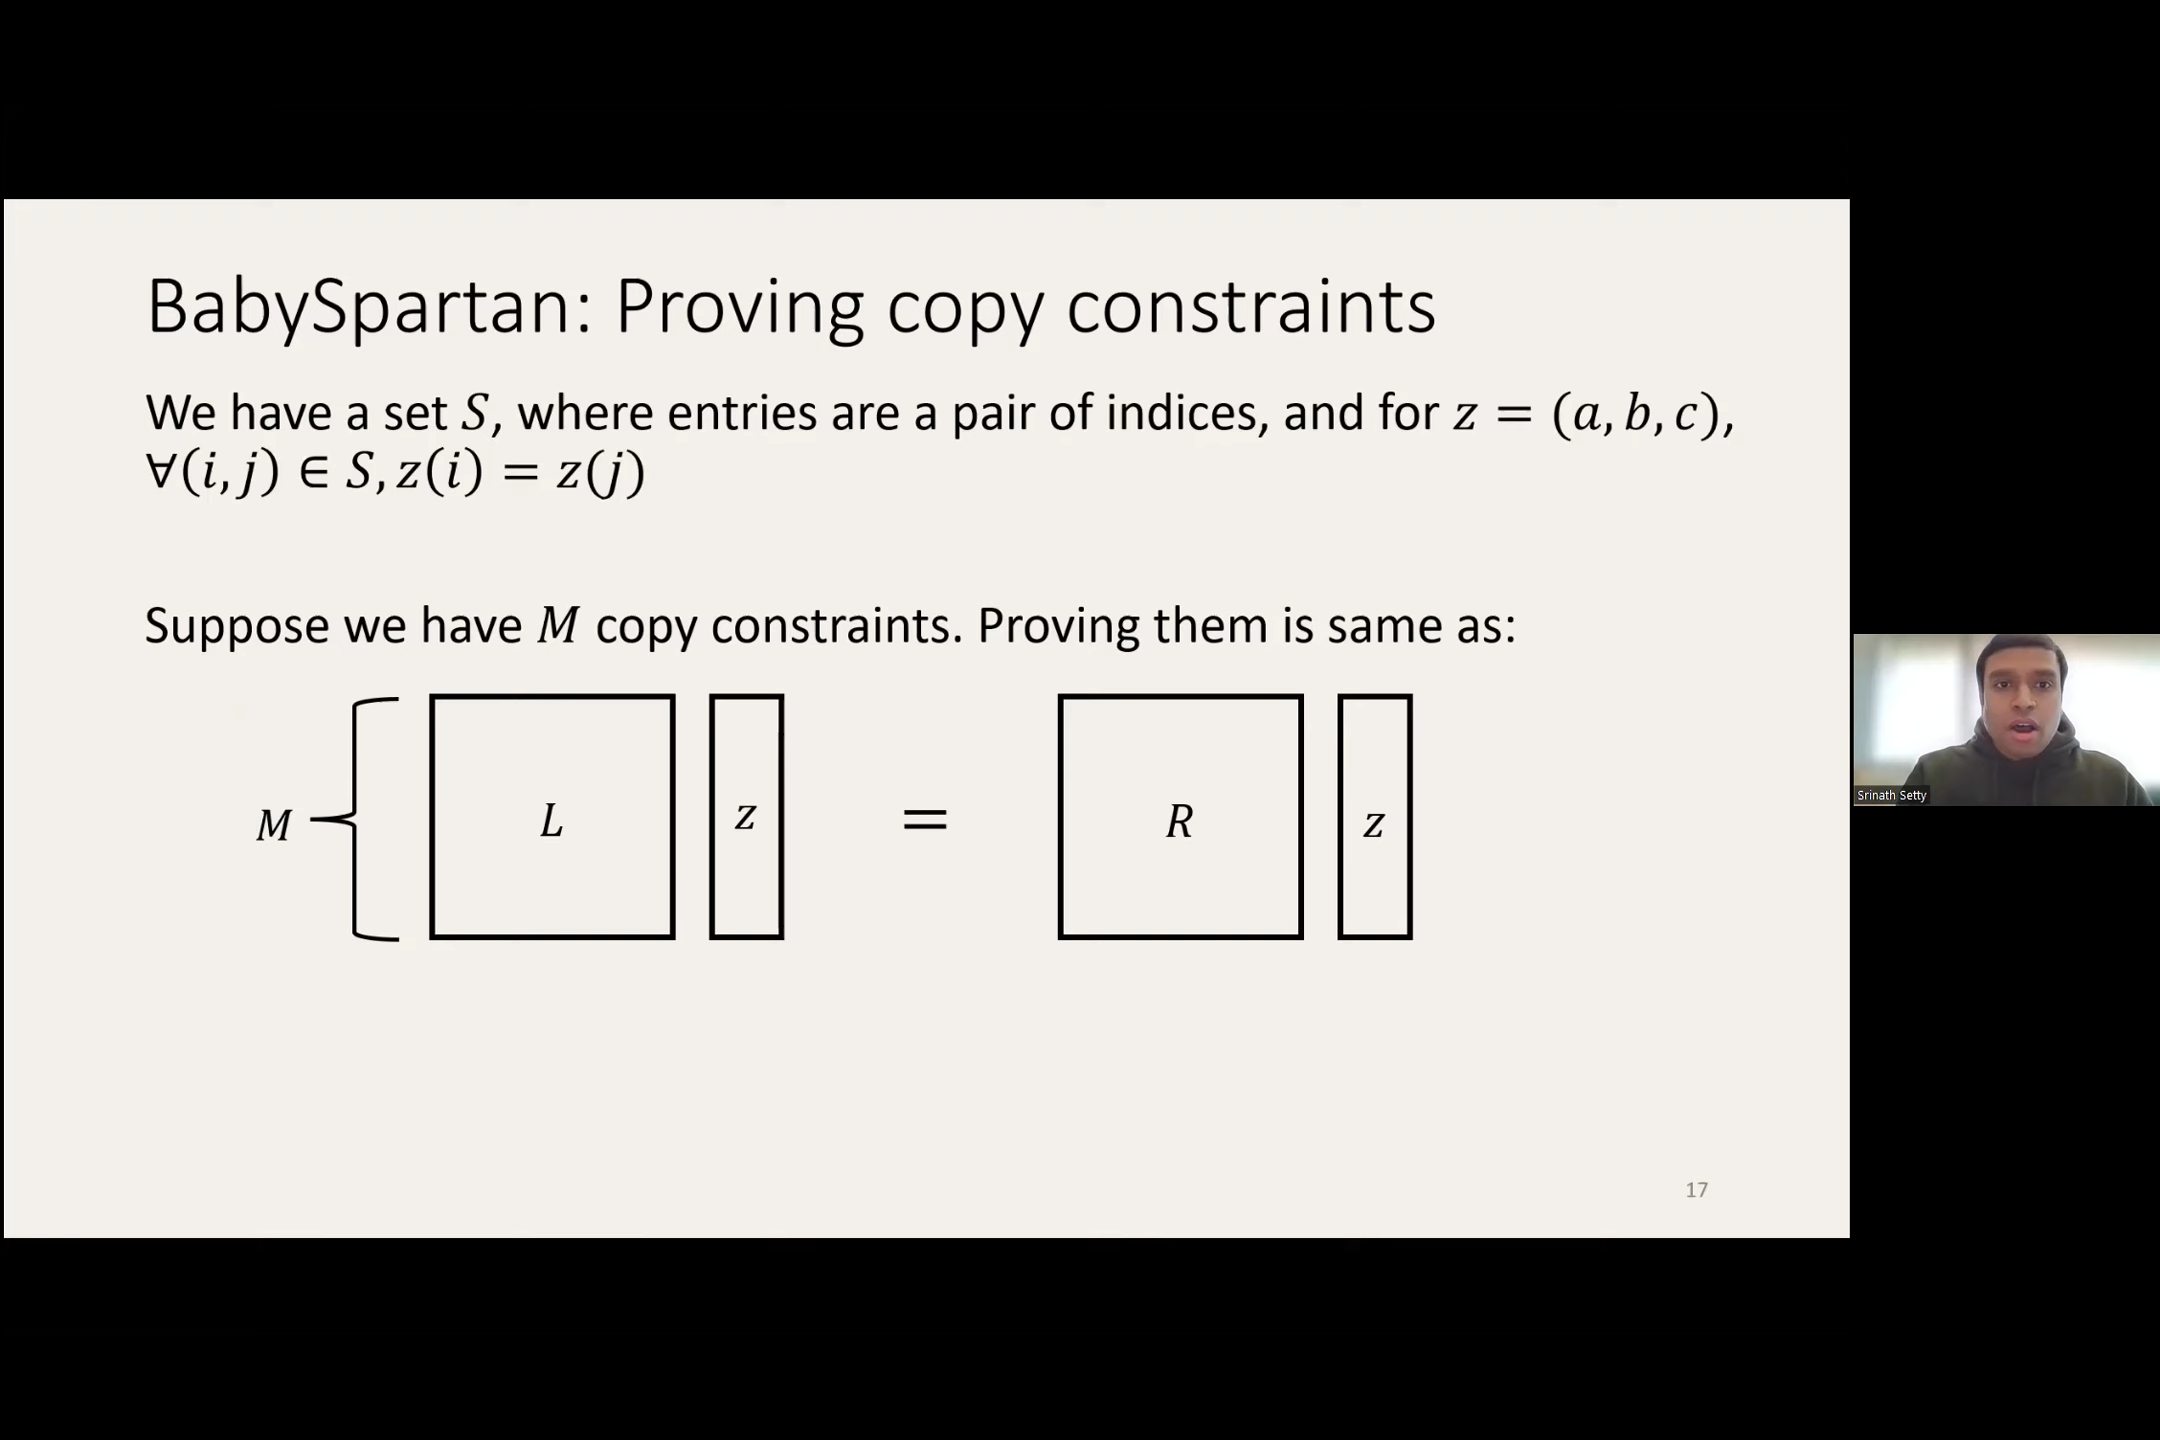 BabySpartan: Proving copy constraints
We have a set S, where entries are a pair of indices, and for z = (a, b, c),
∀(i, j) ∈ S, z(i) = z(j)
Suppose we have M copy constraints. Proving them is same as:
M L z = R z
Srinath Setty
17